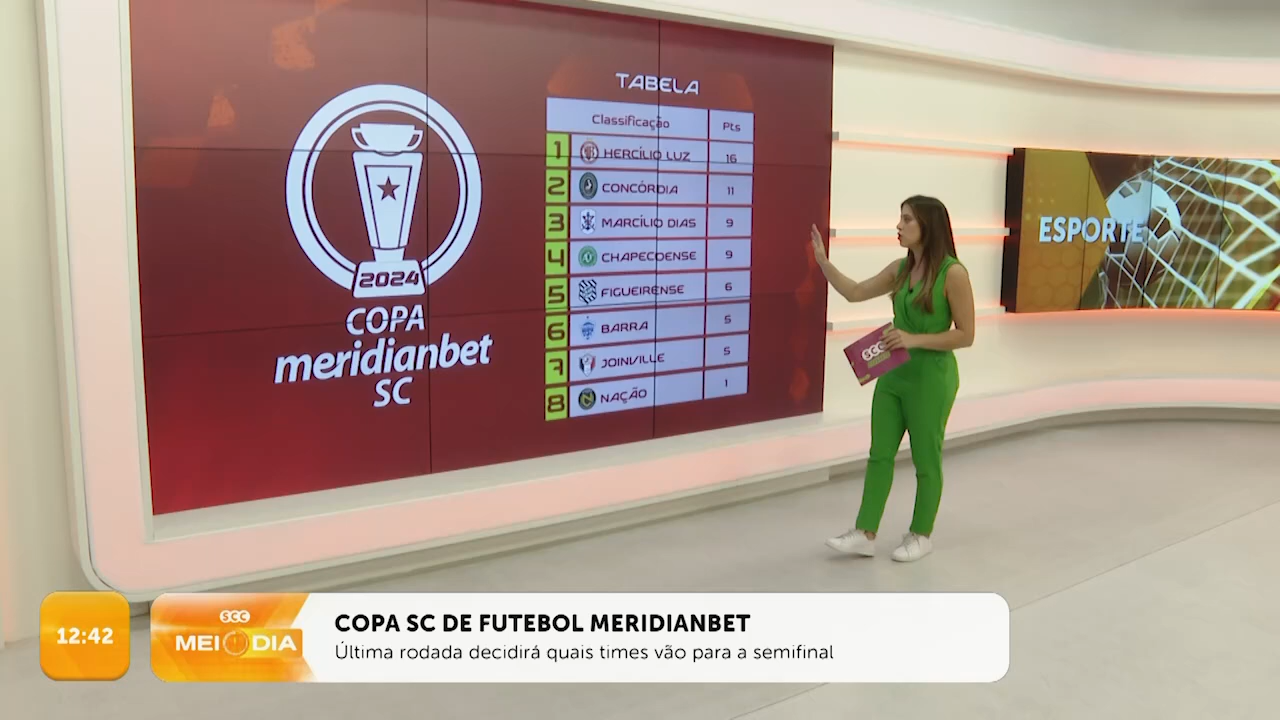 TABELA
Classificação Pts
1 HERCÍLIO LUZ 16
2 CONCÓRDIA 11
3 MARCÍLIO DIAS 9
4 CHAPECOENSE 9
5 FIGUEIRENSE 6
6 BARRA 5
7 JOINVILLE 5
8 NAÇÃO 1
2024
COPA
meridianbet
SC
ESPORTE
SCC
12:42
SCC
MEIO DIA
COPA SC DE FUTEBOL MERIDIANBET
Última rodada decidirá quais times vão para a semifinal